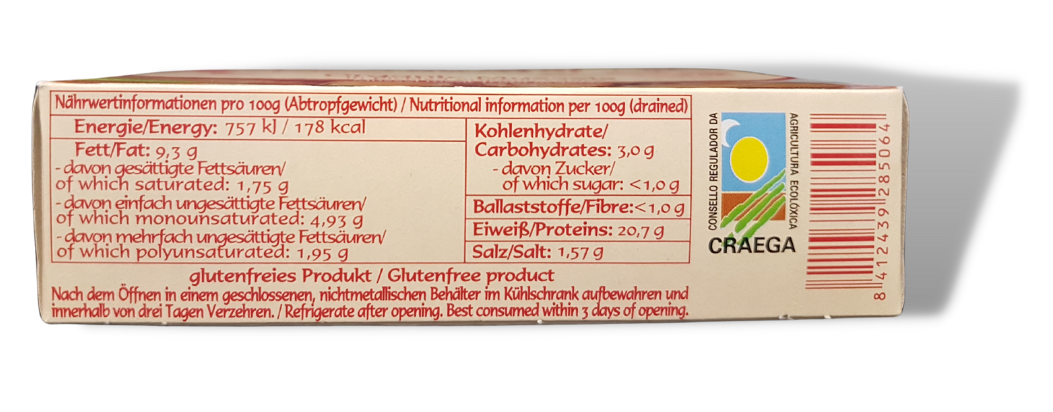 Nährwertinformationen pro 100g (Abtropfgewicht) / Nutritional information per 100g (drained)
Energie/Energy: 757 kJ / 178 kcal
Fett/Fat: 9,3 g
- davon gesättigte Fettsäuren/
of which saturated: 1,75 g
- davon einfach ungesättigte Fettsäuren/
of which monounsaturated: 4,93 g
- davon mehrfach ungesättigte Fettsäuren/
of which polyunsaturated: 1,95 g
Kohlenhydrate/
Carbohydrates: 3,0 g
- davon Zucker/
of which sugar: <1,0 g
Ballaststoffe/Fibre:<1,0 g
Eiweiß/Proteins: 20,7 g
Salz/Salt: 1,57 g
glutenfreies Produkt / Glutenfree product
Nach dem Öffnen in einem geschlossenen, nichtmetallischen Behälter im Kühlschrank aufbewahren und
innerhalb von drei Tagen Verzehren. / Refrigerate after opening. Best consumed within 3 days of opening.
CONSELLO REGULADOR DA
AGRICULTURA ECOLÓXICA
CRAEGA
8 412439 285064